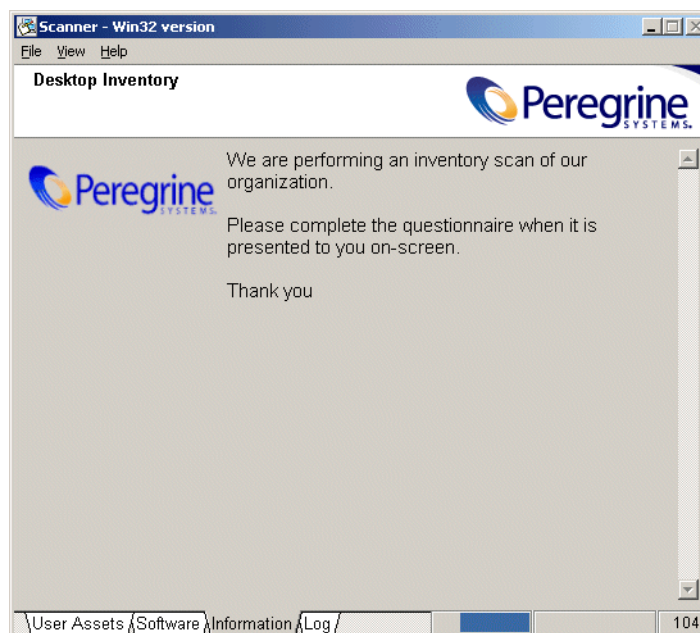 Scanner - Win32 version
File View Help
Desktop Inventory
Peregrine
SYSTEMS.
Peregrine
SYSTEMS.
We are performing an inventory scan of our
organization.
Please complete the questionnaire when it is
presented to you on-screen.
Thank you
User Assets Software Information Log
104